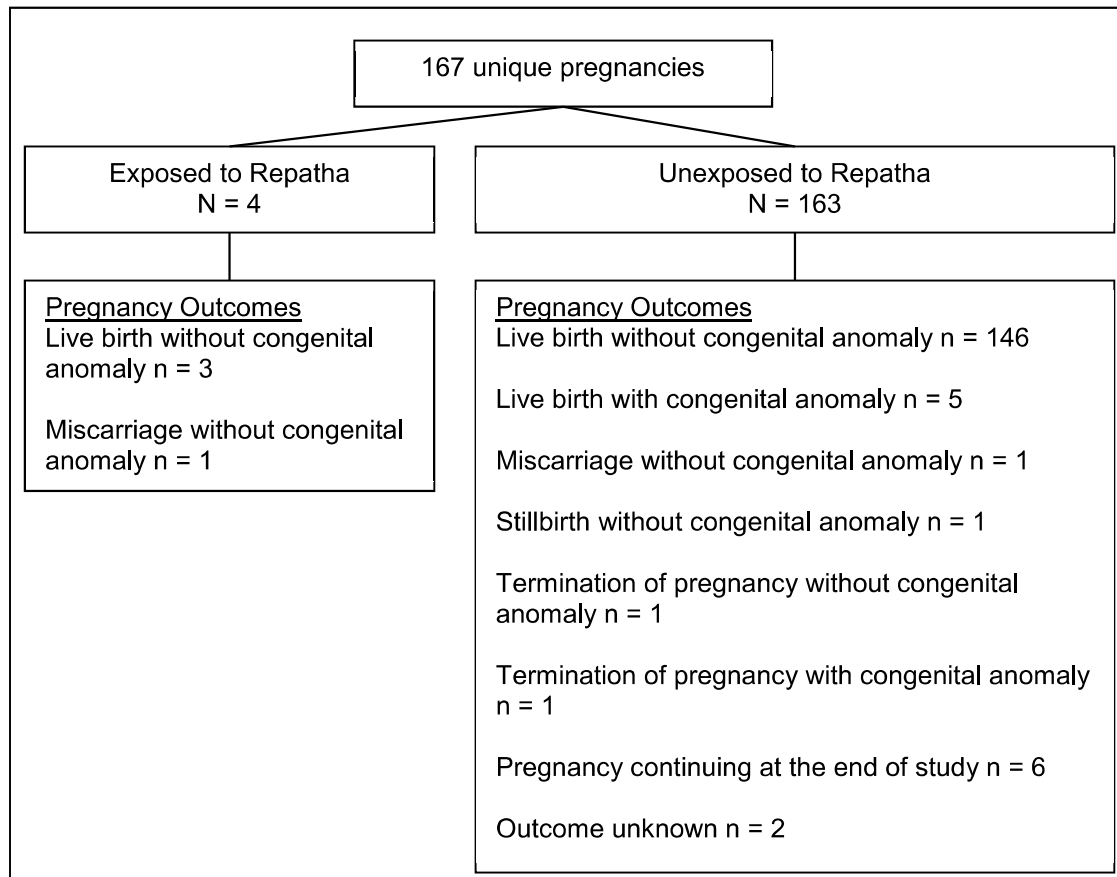 167 unique pregnancies
Exposed to Repatha
N = 4
Unexposed to Repatha
N = 163
Pregnancy Outcomes
Live birth without congenital
anomaly n = 3
Miscarriage without congenital
anomaly n = 1
Pregnancy Outcomes
Live birth without congenital anomaly n = 146
Live birth with congenital anomaly n = 5
Miscarriage without congenital anomaly n = 1
Stillbirth without congenital anomaly n = 1
Termination of pregnancy without congenital
anomaly n = 1
Termination of pregnancy with congenital anomaly
n = 1
Pregnancy continuing at the end of study n = 6
Outcome unknown n = 2